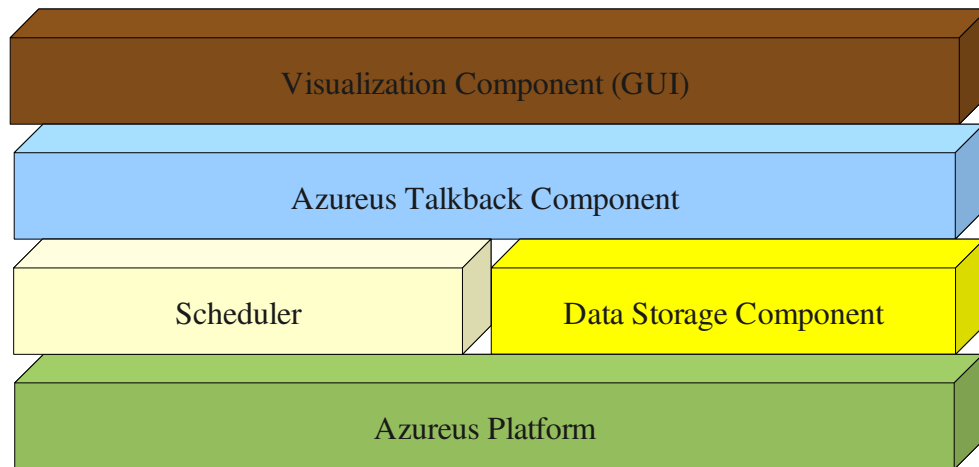 Visualization Component (GUI)
Azureus Talkback Component
Scheduler
Data Storage Component
Azureus Platform